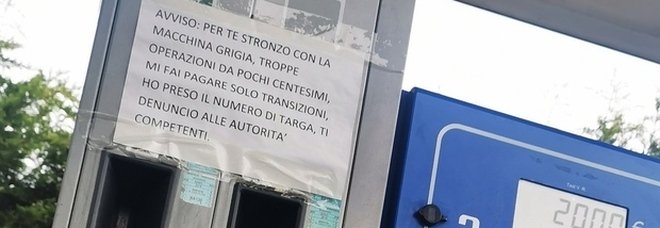 AVVISO: PER TE STRONZO CON LA
MACCHINA GRIGIA, TROPPE
OPERAZIONI DA POCHI CENTESIMI,
MI FAI PAGARE SOLO TRANSIZIONI,
HO PRESO IL NUMERO DI TARGA, TI
DENUNCIO ALLE AUTORITA'
COMPETENTI.
2000 €
2